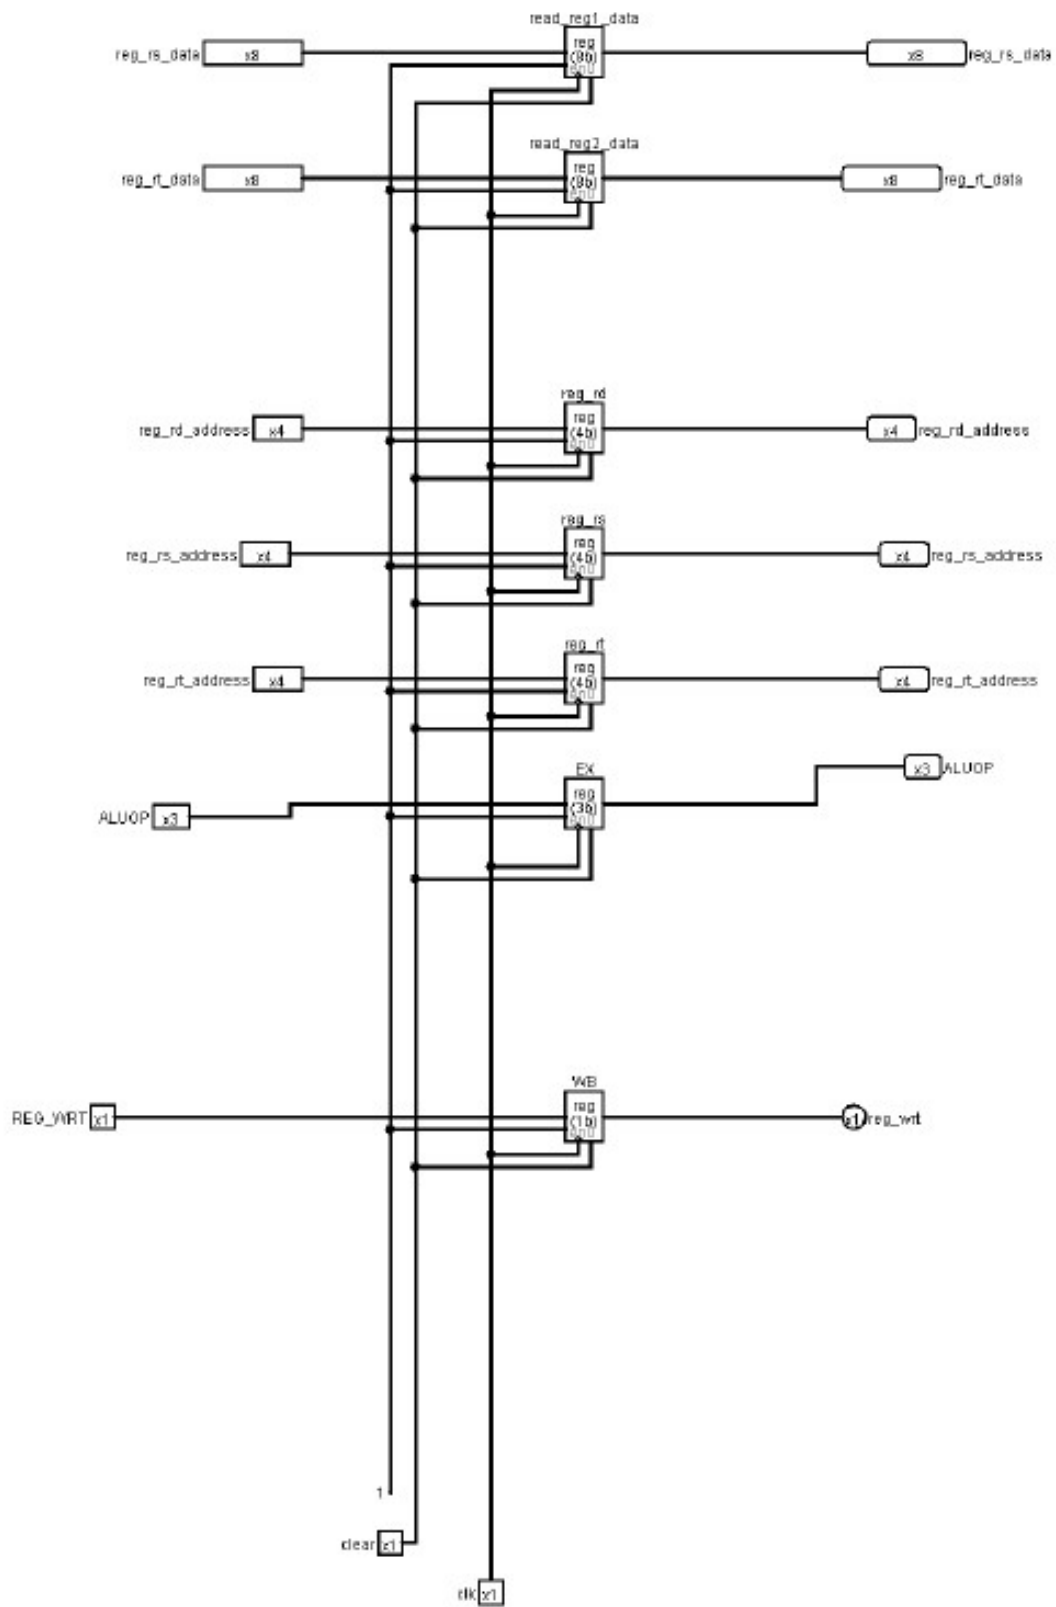 read_reg1_data
reg_rs_data x8 reg (8b) x8 reg_rs_data
read_reg2_data
reg_rt_data x8 reg (8b) x8 reg_rt_data
reg_rd
reg_rd_address x4 reg (4b) x4 reg_rd_address
reg_rs
reg_rs_address x4 reg (4b) x4 reg_rs_address
reg_rt
reg_rt_address x4 reg (4b) x4 reg_rt_address
EX
x3 ALUOP
ALUOP x3 reg (3b)
WB
REG_WRT x1 reg (1b) x1 reg_wrt
1
clear x1
clk x1